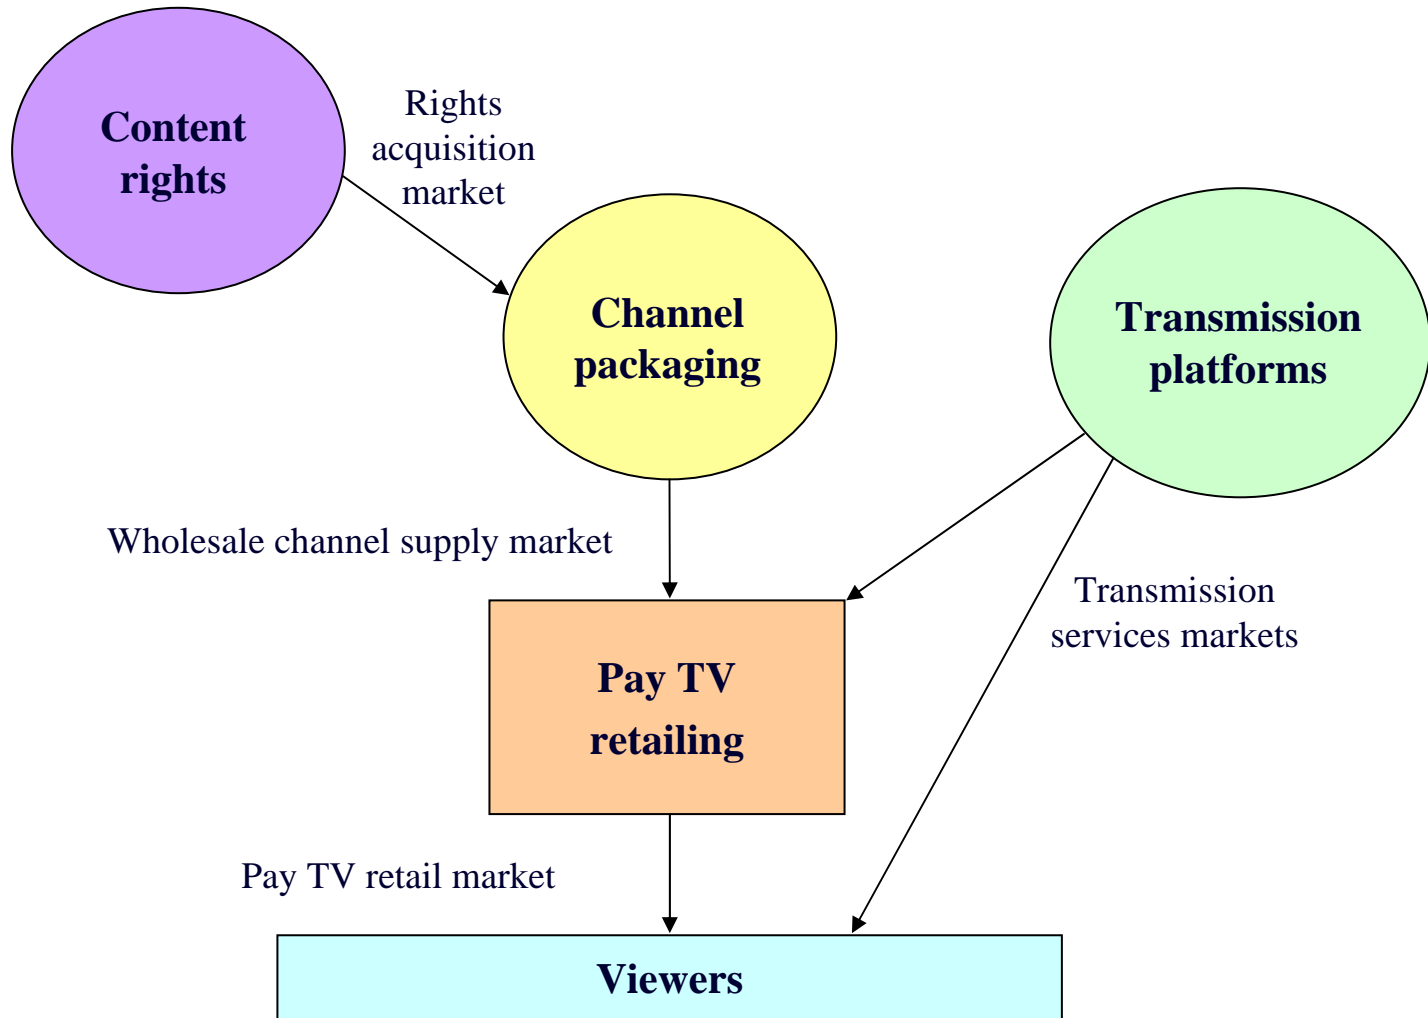 Content
rights
Rights
acquisition
market
Channel
packaging
Transmission
platforms
Wholesale channel supply market
Transmission
services markets
Pay TV
retailing
Pay TV retail market
Viewers